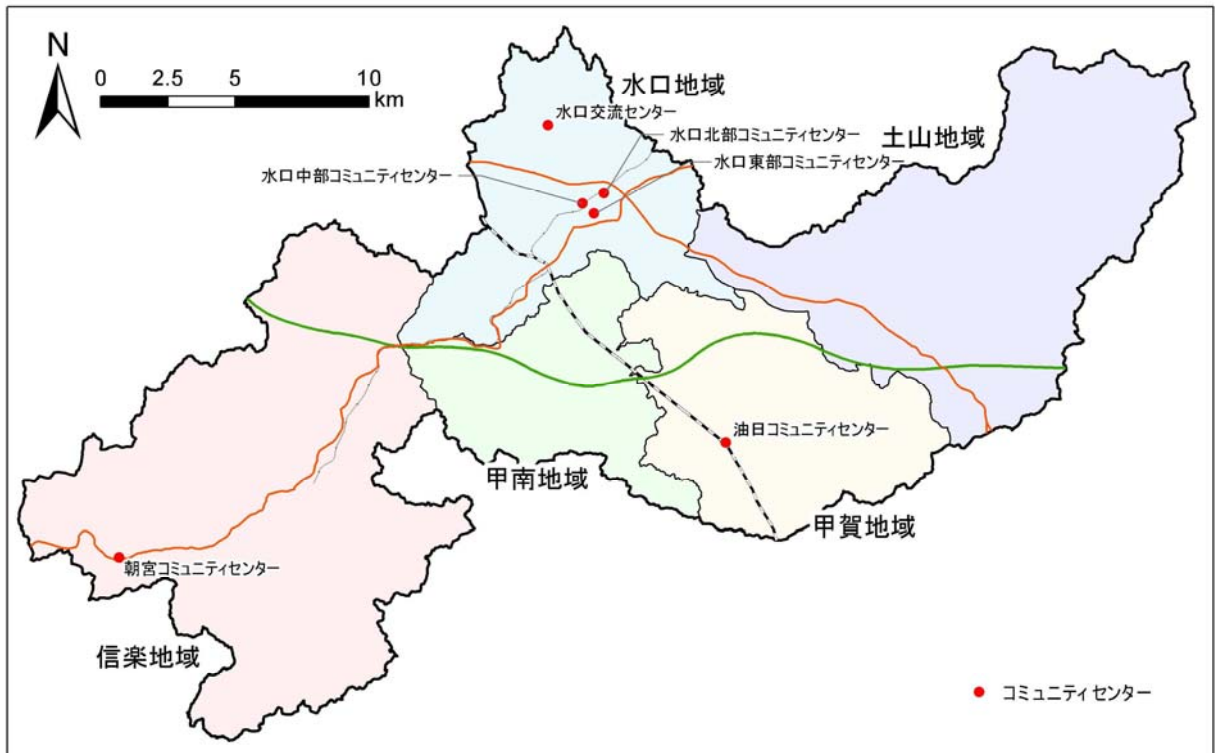 N
0 2.5 5 10
km
水口地域
水口交流センター
水口北部コミュニティセンター
土山地域
水口東部コミュニティセンター
水口中部コミュニティセンター
油日コミュニティセンター
甲南地域
甲賀地域
朝宮コミュニティセンター
信楽地域
コミュニティセンター